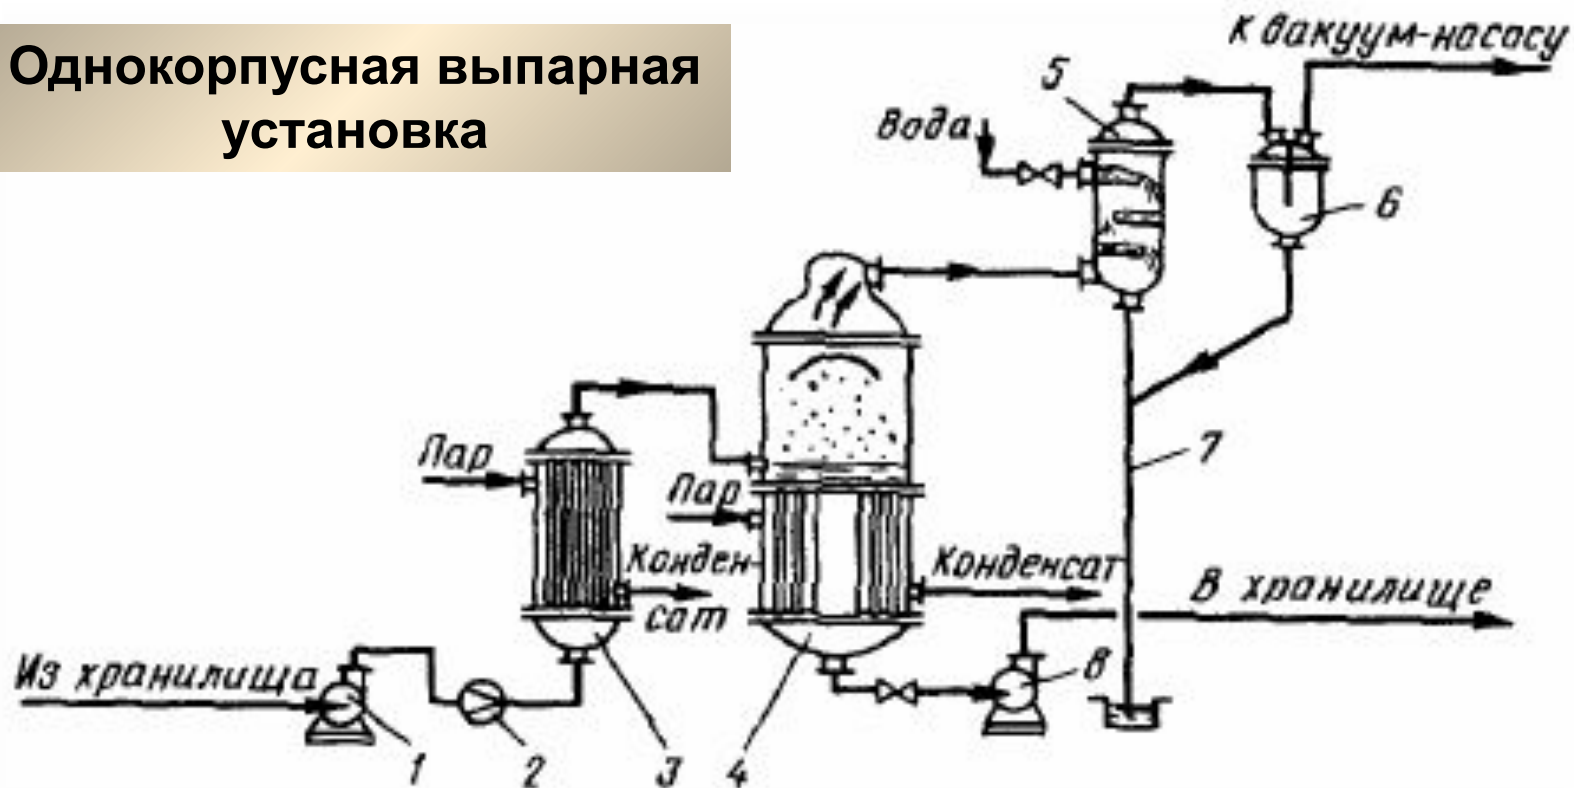 Однокорпусная выпарная
установка
К вакуум-насосу
5
Вода
6
Пар
7
Пар
Конден-
сат
Конденсат
В хранилище
Из хранилища
8
1
2
3
4